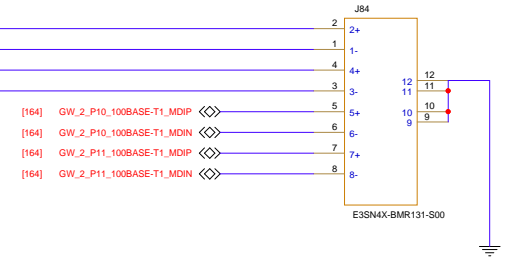 J84
2 2+
1 1-
4 4+
3 3-
12 12
11 11
[164] GW_2_P10_100BASE-T1_MDIP 5 5+
10 10
[164] GW_2_P10_100BASE-T1_MDIN 6 6-
9 9
[164] GW_2_P11_100BASE-T1_MDIP 7 7+
[164] GW_2_P11_100BASE-T1_MDIN 8 8-
E3SN4X-BMR131-S00